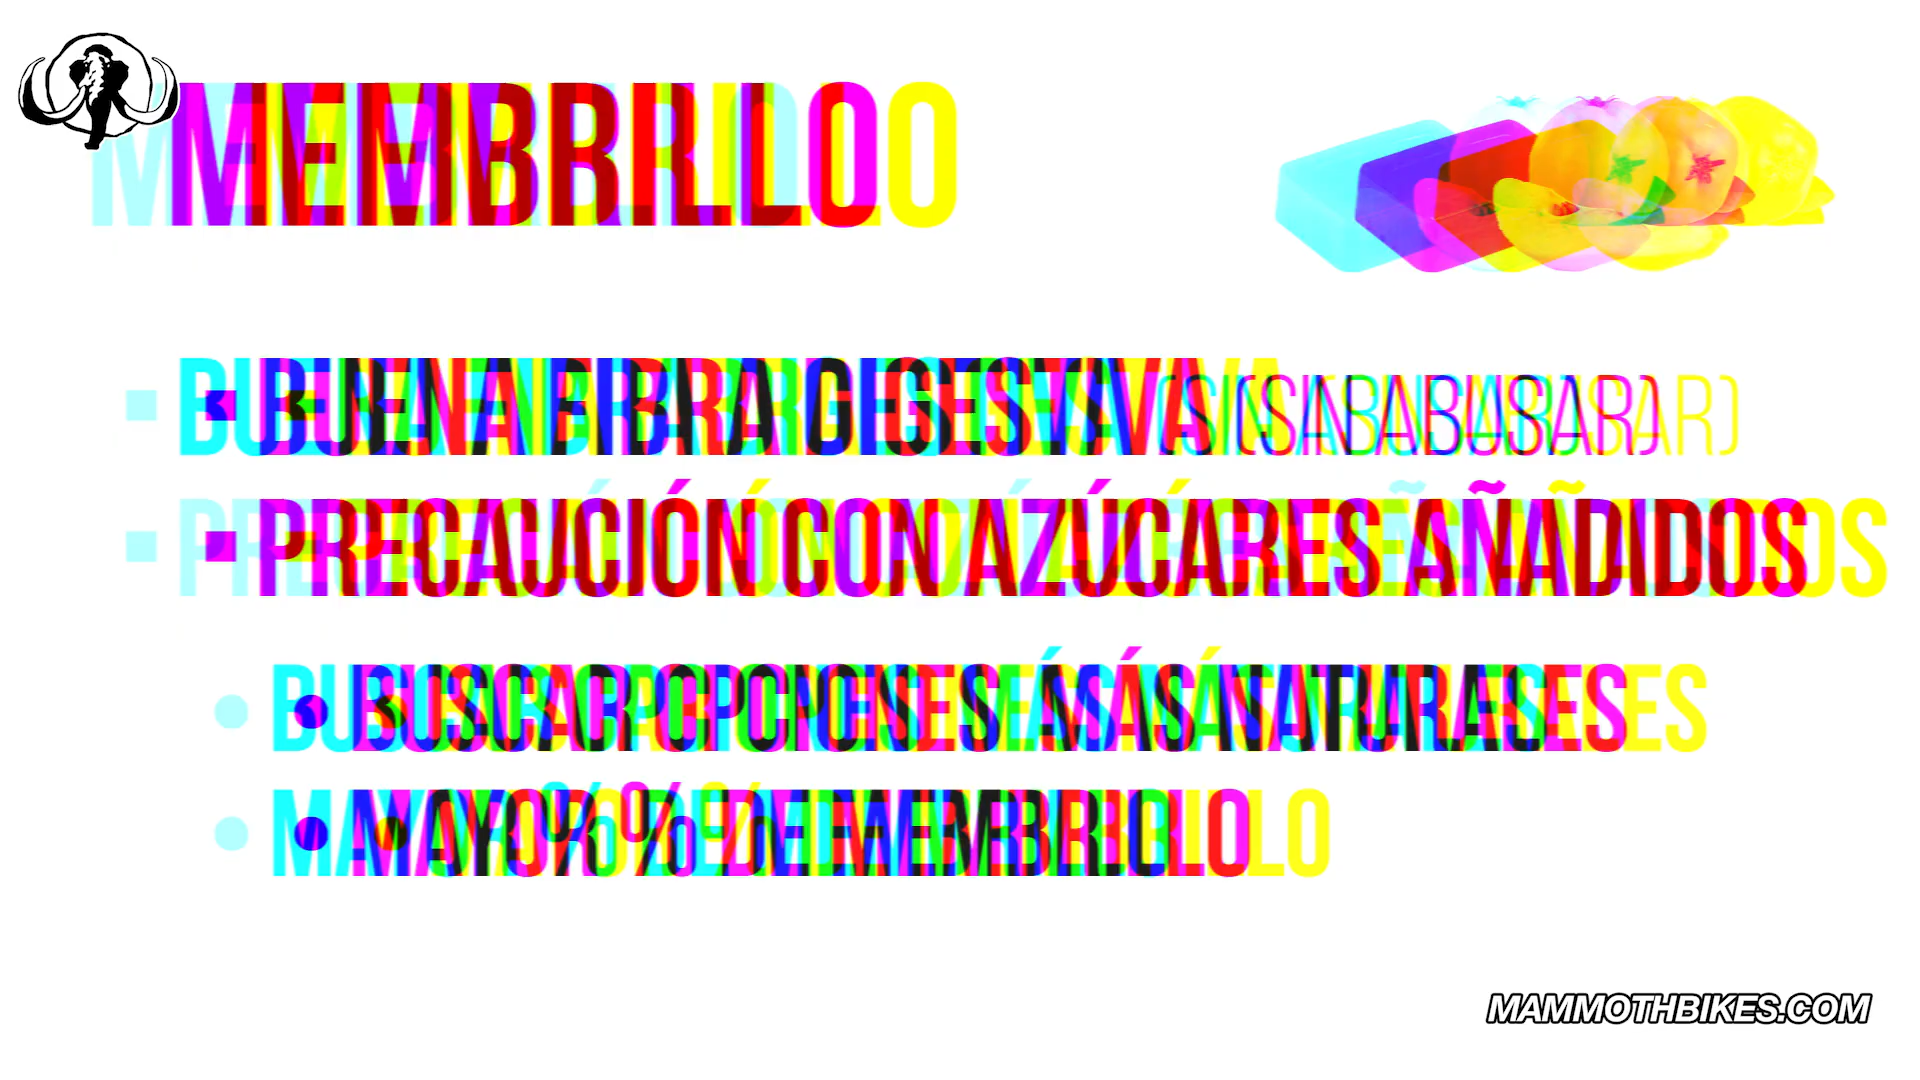 MEMBRILLO
BUENA FIBRA DIGESTIVA (SIN ABUSAR)
PRECAUCIÓN CON AZÚCARES AÑADIDOS
BUSCAR OPCIONES MÁS NATURALES
MAYOR % DE MEMBRILLO
MAMMOTHBIKES.COM